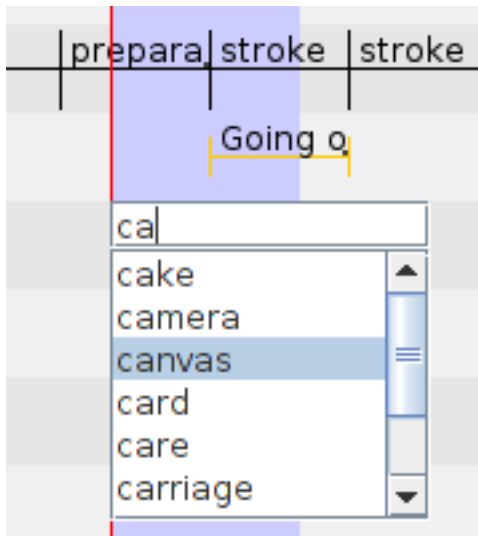 prepara. stroke stroke
Going o.
ca
cake
camera
canvas
card
care
carriage